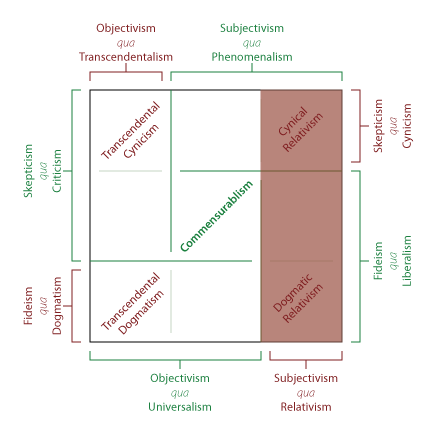 Objectivism
qua
Transcendentalism
Subjectivism
qua
Phenomenalism
Skepticism
qua
Criticism
Fideism
qua
Dogmatism
Transcendental
Cynicism
Cynical
Relativism
Commensurablism
Transcendental
Dogmatism
Dogmatic
Relativism
Skepticism
qua
Cynicism
Fideism
qua
Liberalism
Objectivism
qua
Universalism
Subjectivism
qua
Relativism